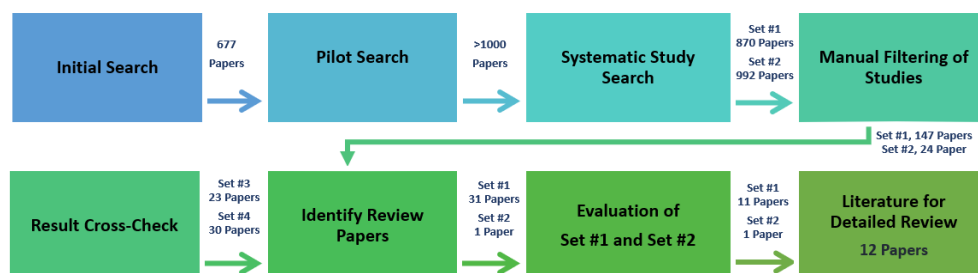 Initial Search
677
Papers
Pilot Search
>1000
Papers
Systematic Study
Search
Set #1
870 Papers
Set #2
992 Papers
Manual Filtering of
Studies
Set #1, 147 Papers
Set #2, 24 Paper
Result Cross-Check
Set #3
23 Papers
Set #4
30 Papers
Identify Review
Papers
Set #1
31 Papers
Set #2
1 Paper
Evaluation of
Set #1 and Set #2
Set #1
11 Papers
Set #2
1 Paper
Literature for
Detailed Review
12 Papers